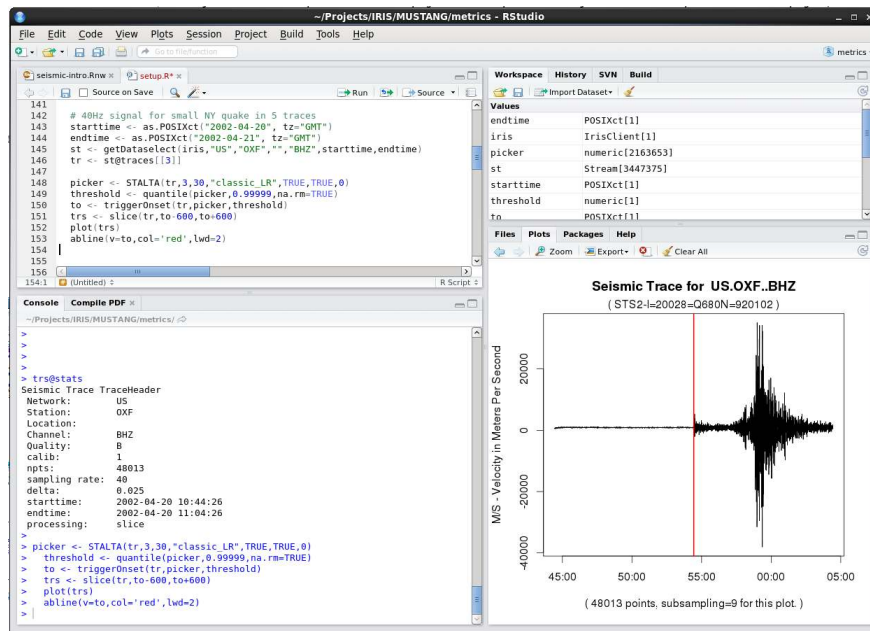 ~/Projects/IRIS/MUSTANG/metrics - RStudio
File Edit Code View Plots Session Project Build Tools Help
Go to file/function
metrics
seismic-intro.Rnw × setup.R* ×
Source on Save Run Source
141
142 # 40Hz signal for small NY quake in 5 traces
143 starttime <- as.POSIXct("2002-04-20", tz="GMT")
144 endtime <- as.POSIXct("2002-04-21", tz="GMT")
145 st <- getDataselect(iris,"US","OXF","","BHZ",starttime,endtime)
146 tr <- st@traces[[3]]
147
148 picker <- STALTA(tr,3,30,"classic_LR",TRUE,TRUE,0)
149 threshold <- quantile(picker,0.99999,na.rm=TRUE)
150 to <- triggerOnset(tr,picker,threshold)
151 trs <- slice(tr,to-600,to+600)
152 plot(trs)
153 abline(v=to,col='red',lwd=2)
154
155
156
154:1 (Untitled) R Script
Console Compile PDF ×
~/Projects/IRIS/MUSTANG/metrics/
>
>
>
>
> trs@stats
Seismic Trace TraceHeader
Network: US
Station: OXF
Location:
Channel: BHZ
Quality: B
calib: 1
npts: 48013
sampling rate: 40
delta: 0.025
starttime: 2002-04-20 10:44:26
endtime: 2002-04-20 11:04:26
processing: slice
>
> picker <- STALTA(tr,3,30,"classic_LR",TRUE,TRUE,0)
> threshold <- quantile(picker,0.99999,na.rm=TRUE)
> to <- triggerOnset(tr,picker,threshold)
> trs <- slice(tr,to-600,to+600)
> plot(trs)
> abline(v=to,col='red',lwd=2)
>
Workspace History SVN Build
Import Dataset
Values
endtime POSIXct[1]
iris IrisClient[1]
picker numeric[2163653]
st Stream[3447375]
starttime POSIXct[1]
threshold numeric[1]
to POSIXct[1]
Files Plots Packages Help
Zoom Export Clear All
Seismic Trace for US.OXF..BHZ
( STS2-I=20028=Q680N=920102 )
M/S - Velocity in Meters Per Second
20000
0
-20000
-40000
45:00 50:00 55:00 00:00 05:00
( 48013 points, subsampling=9 for this plot. )